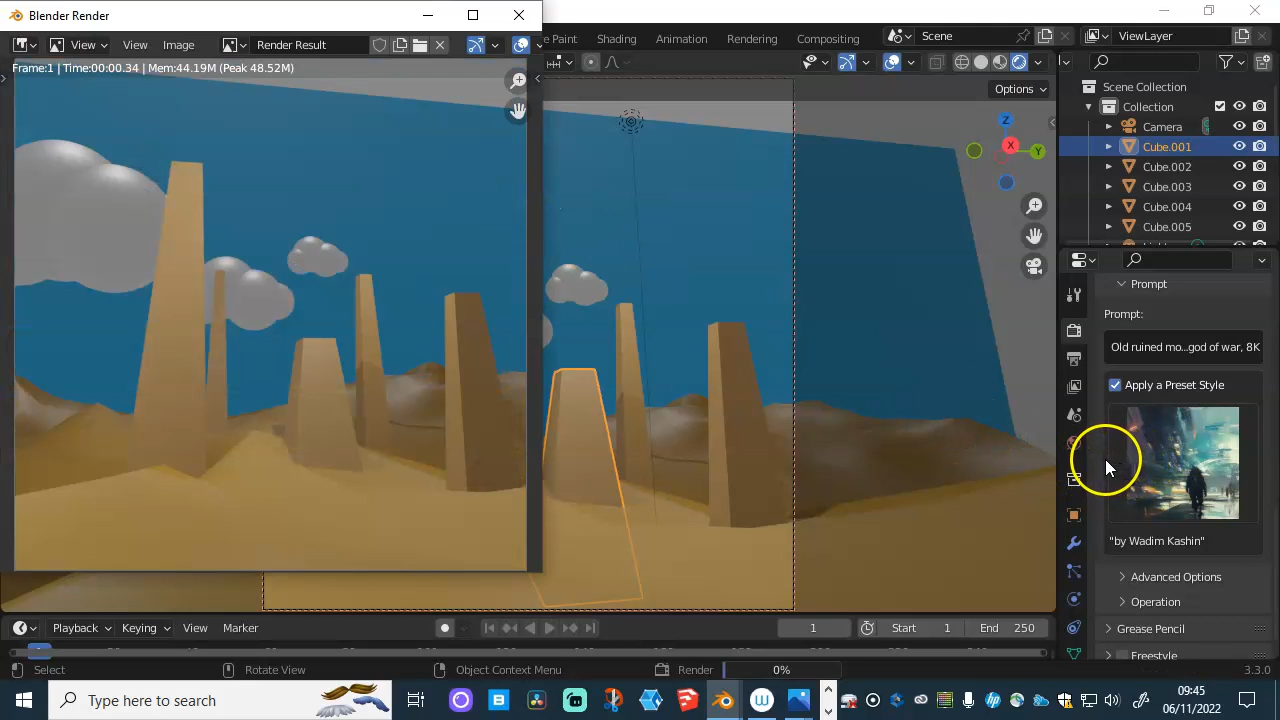 Blender Render
View
View
Image
Render Result
Frame:1 | Time:00:00.34 | Mem:44.19M (Peak 48.52M)
Paint
Shading
Animation
Rendering
Compositing
Scene
ViewLayer
Options
Z
X
Y
Scene Collection
Collection
Camera
Cube.001
Cube.002
Cube.003
Cube.004
Cube.005
Prompt
Prompt:
Old ruined mo...god of war, 8K
Apply a Preset Style
"by Wadim Kashin"
Advanced Options
Operation
Grease Pencil
Freestyle
Playback
Keying
View
Marker
1
Start 1
End 250
Select
Rotate View
Object Context Menu
Render
0%
3.3.0
Type here to search
09:45
06/11/2022